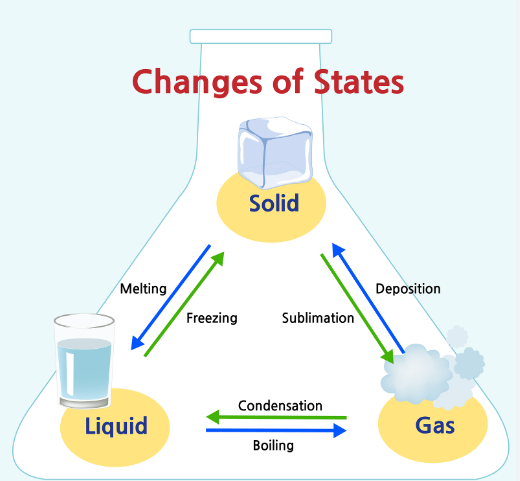 Changes of States
Solid
Melting
Deposition
Freezing
Sublimation
Condensation
Liquid
Gas
Boiling